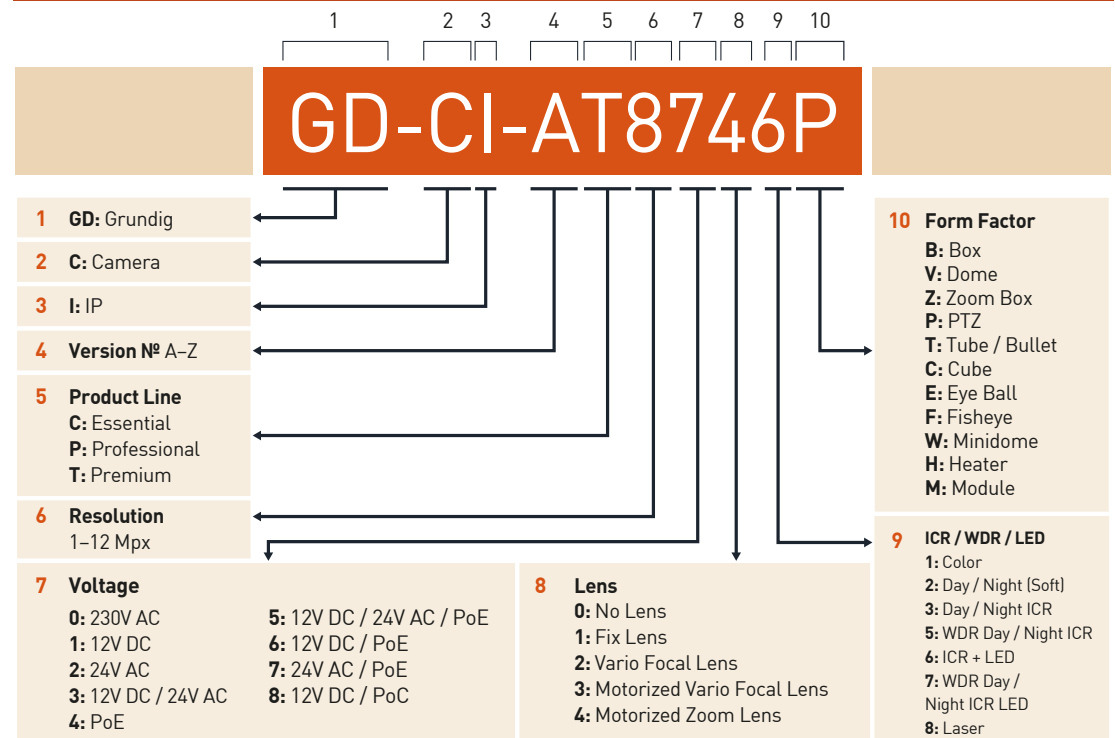 1 2 3 4 5 6 7 8 9 10
GD-CI-AT8746P
1 GD: Grundig
2 C: Camera
3 I: IP
4 Version Nº A–Z
5 Product Line
C: Essential
P: Professional
T: Premium
6 Resolution
1–12 Mpx
7 Voltage
0: 230V AC
1: 12V DC
2: 24V AC
3: 12V DC / 24V AC
4: PoE
5: 12V DC / 24V AC / PoE
6: 12V DC / PoE
7: 24V AC / PoE
8: 12V DC / PoC
8 Lens
0: No Lens
1: Fix Lens
2: Vario Focal Lens
3: Motorized Vario Focal Lens
4: Motorized Zoom Lens
10 Form Factor
B: Box
V: Dome
Z: Zoom Box
P: PTZ
T: Tube / Bullet
C: Cube
E: Eye Ball
F: Fisheye
W: Minidome
H: Heater
M: Module
9 ICR / WDR / LED
1: Color
2: Day / Night (Soft)
3: Day / Night ICR
5: WDR Day / Night ICR
6: ICR + LED
7: WDR Day /
Night ICR LED
8: Laser